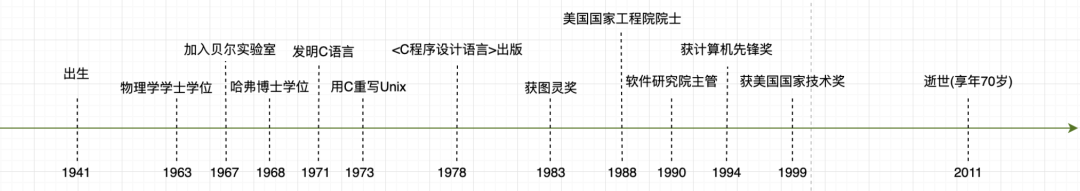 美国国家工程院院士
加入贝尔实验室 发明C语言 <C程序设计语言>出版 获计算机先锋奖
出生 物理学学士学位 哈弗博士学位 用C重写Unix 获图灵奖 软件研究院主管 获美国国家技术奖 逝世(享年70岁)
1941 1963 1967 1968 1971 1973 1978 1983 1988 1990 1994 1999 2011